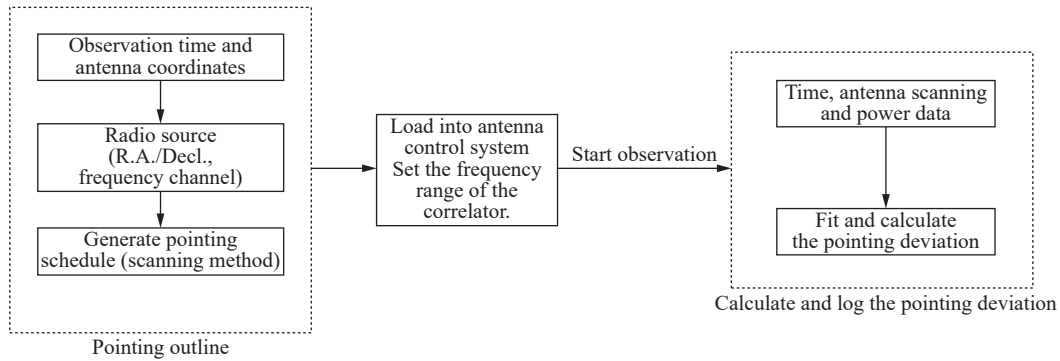 Observation time and
antenna coordinates
Radio source
(R.A./Decl.,
frequency channel)
Generate pointing
schedule (scanning method)
Pointing outline
Load into antenna
control system
Set the frequency
range of the
correlator.
Start observation
Time, antenna scanning
and power data
Fit and calculate
the pointing deviation
Calculate and log the pointing deviation